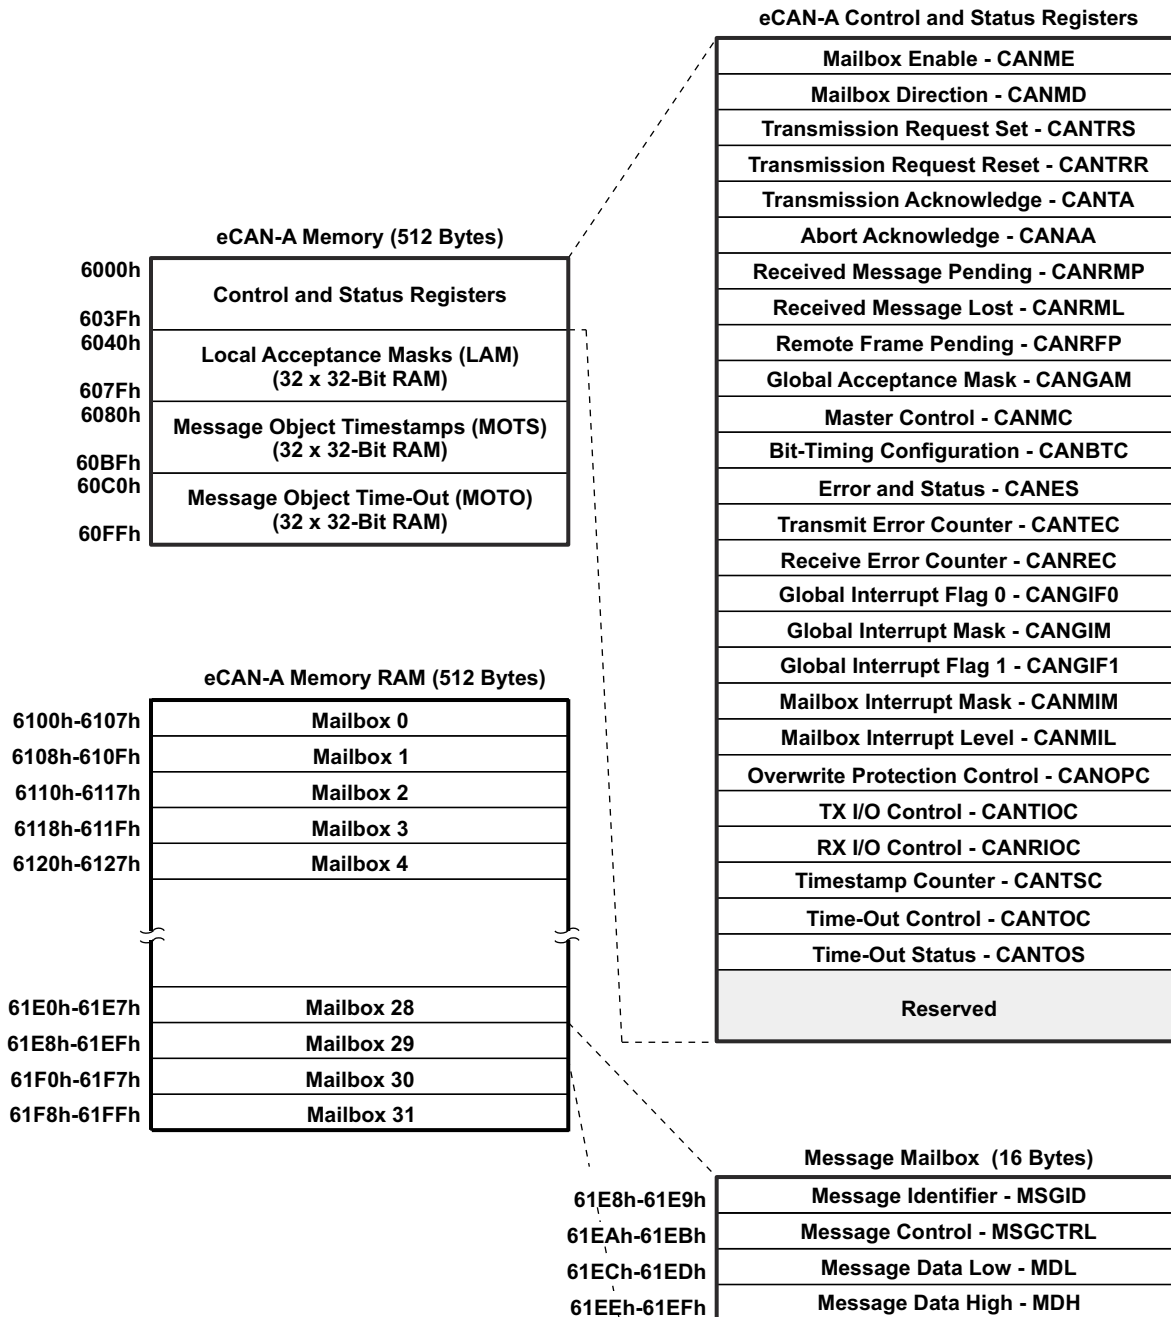 eCAN-A Control and Status Registers
Mailbox Enable - CANME
Mailbox Direction - CANMD
Transmission Request Set - CANTRS
Transmission Request Reset - CANTRR
Transmission Acknowledge - CANTA
Abort Acknowledge - CANAA
Received Message Pending - CANRMP
Received Message Lost - CANRML
Remote Frame Pending - CANRFP
Global Acceptance Mask - CANGAM
Master Control - CANMC
Bit-Timing Configuration - CANBTC
Error and Status - CANES
Transmit Error Counter - CANTEC
Receive Error Counter - CANREC
Global Interrupt Flag 0 - CANGIF0
Global Interrupt Mask - CANGIM
Global Interrupt Flag 1 - CANGIF1
Mailbox Interrupt Mask - CANMIM
Mailbox Interrupt Level - CANMIL
Overwrite Protection Control - CANOPC
TX I/O Control - CANTIOC
RX I/O Control - CANRIOC
Timestamp Counter - CANTSC
Time-Out Control - CANTOC
Time-Out Status - CANTOS
Reserved
eCAN-A Memory (512 Bytes)
6000h
Control and Status Registers
603Fh
6040h
Local Acceptance Masks (LAM)
(32 x 32-Bit RAM)
607Fh
6080h
Message Object Timestamps (MOTS)
(32 x 32-Bit RAM)
60BFh
60C0h
Message Object Time-Out (MOTO)
(32 x 32-Bit RAM)
60FFh
eCAN-A Memory RAM (512 Bytes)
6100h-6107h Mailbox 0
6108h-610Fh Mailbox 1
6110h-6117h Mailbox 2
6118h-611Fh Mailbox 3
6120h-6127h Mailbox 4
61E0h-61E7h Mailbox 28
61E8h-61EFh Mailbox 29
61F0h-61F7h Mailbox 30
61F8h-61FFh Mailbox 31
Message Mailbox (16 Bytes)
61E8h-61E9h Message Identifier - MSGID
61EAh-61EBh Message Control - MSGCTRL
61ECh-61EDh Message Data Low - MDL
61EEh-61EFh Message Data High - MDH